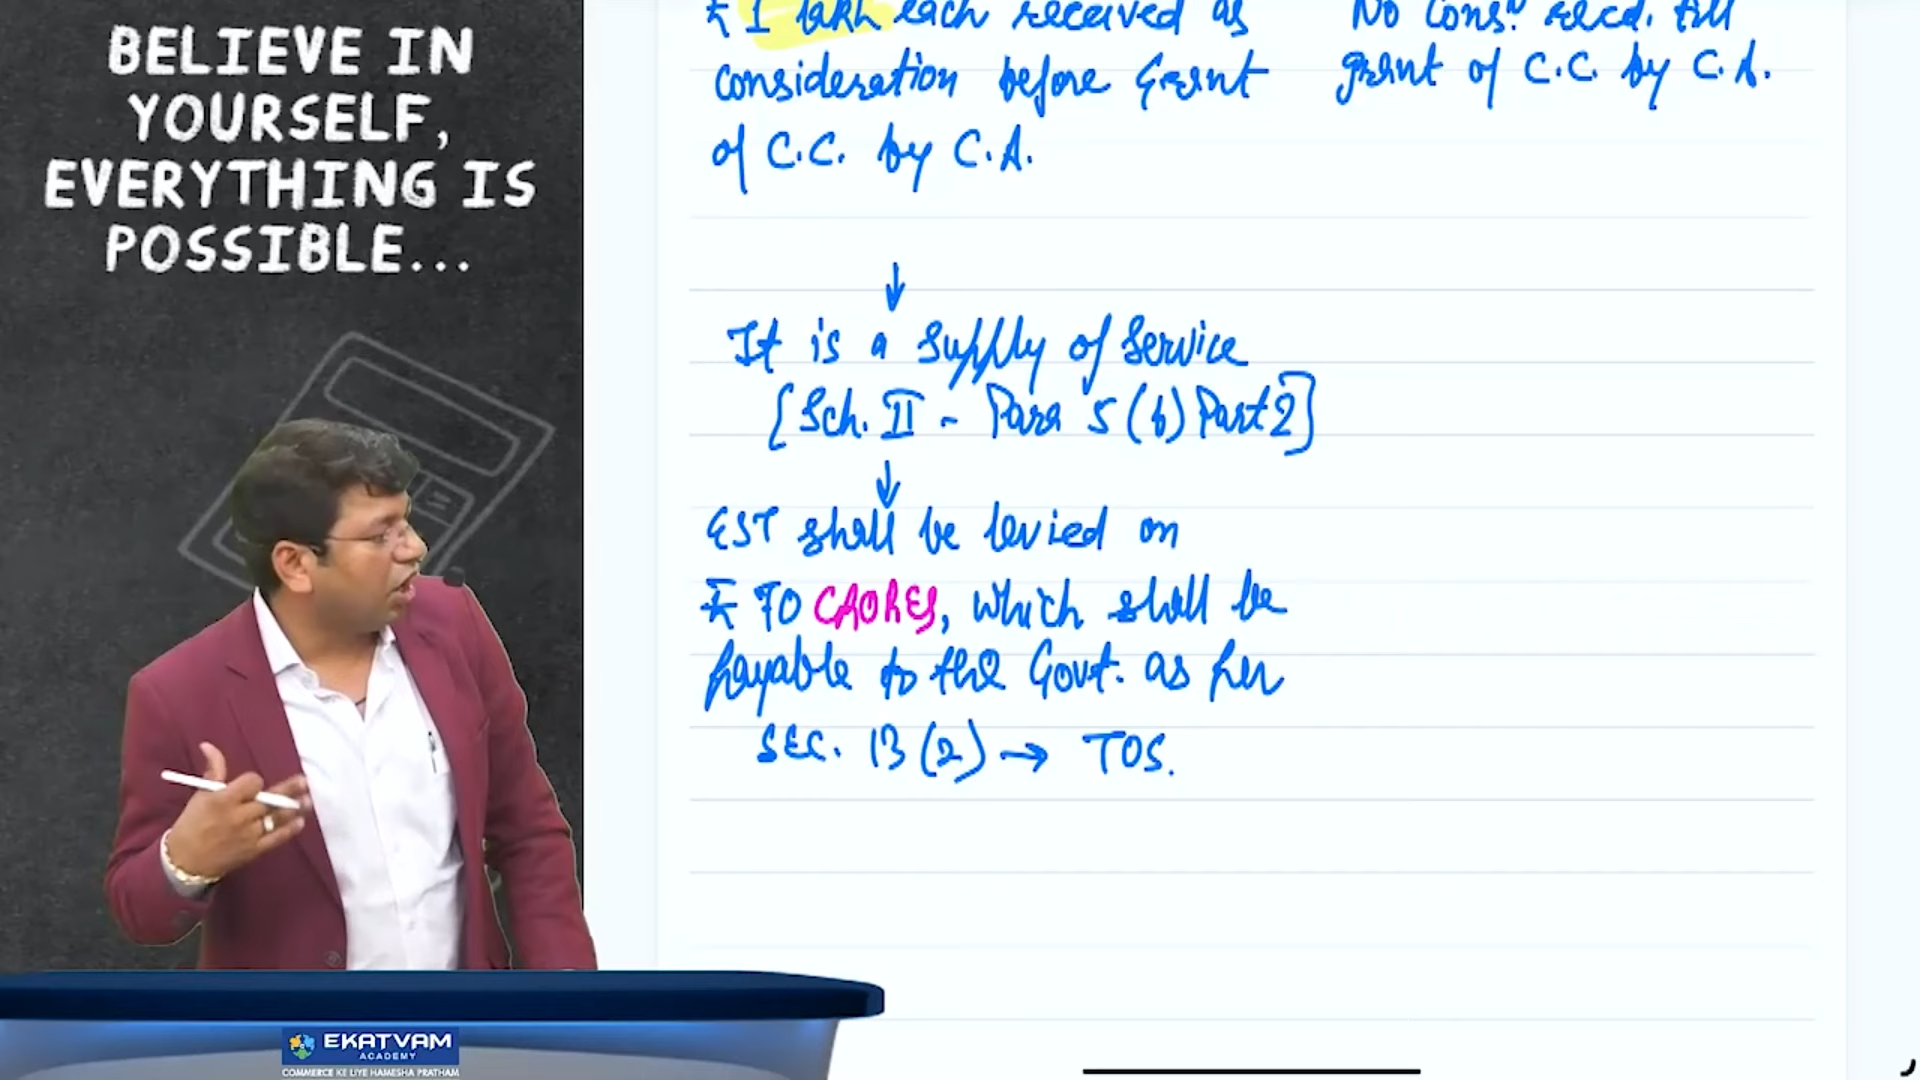 BELIEVE IN
YOURSELF,
EVERYTHING IS
POSSIBLE...
₹ 1 lakh each received as
consideration before Grant
of C.C. by C.A.
No Consn. recd. till
grant of C.C. by C.A.
↓
It is a Supply of Service
[Sch. II - Para 5 (b) Part 2]
↓
GST shall be levied on
₹ 70 CRORES, which shall be
payable to the Govt. as per
SEC. 13 (2) → TOS.
EKATVAM
ACADEMY
COMMERCE KE LIYE HAMESHA PRATHAM